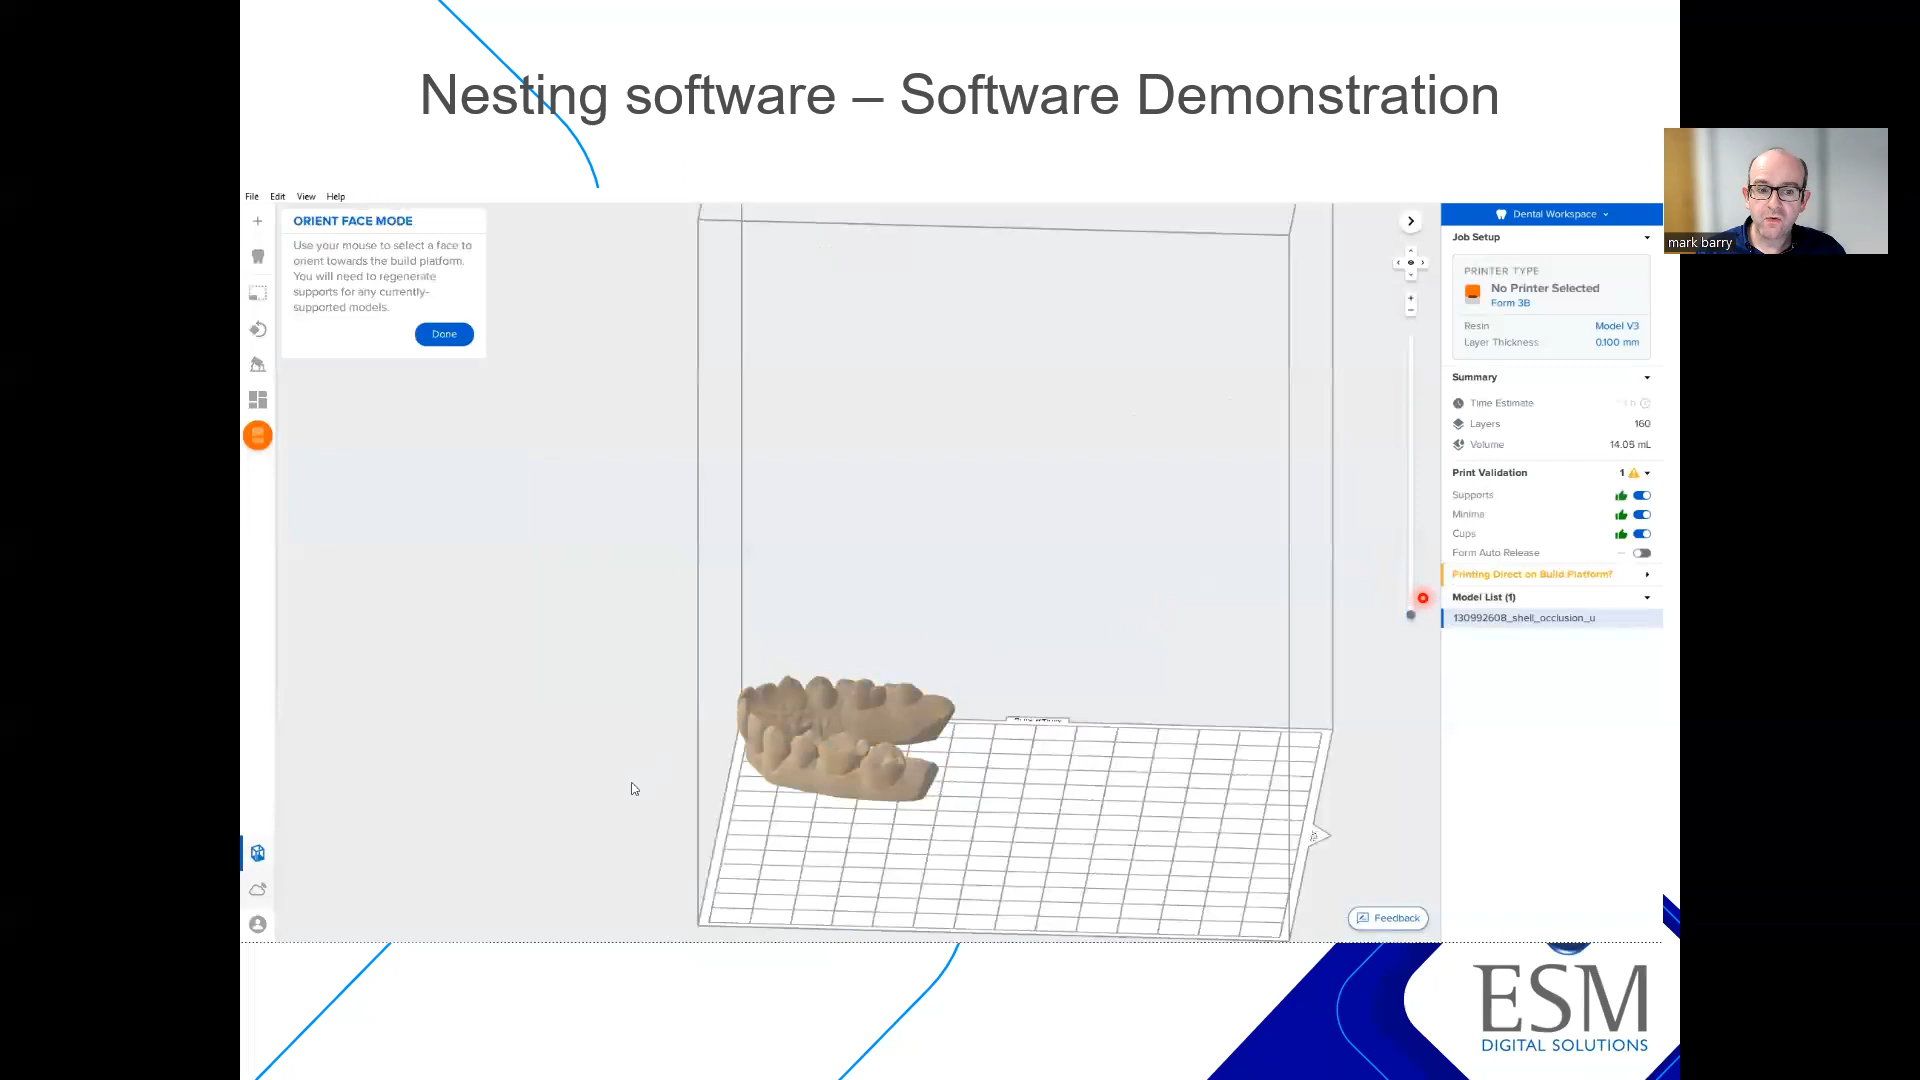 Nesting software – Software Demonstration
mark barry
File Edit View Help
ORIENT FACE MODE
Use your mouse to select a face to
orient towards the build platform.
You will need to regenerate
supports for any currently-
supported models.
Done
Dental Workspace
Job Setup
PRINTER TYPE
No Printer Selected
Form 3B
Resin Model V3
Layer Thickness 0.100 mm
Summary
Time Estimate
Layers 160
Volume 14.05 mL
Print Validation 1
Supports
Minima
Cups
Form Auto Release
Printing Direct on Build Platform?
Model List (1)
130992608_shell_occlusion_u
Feedback
ESM
DIGITAL SOLUTIONS